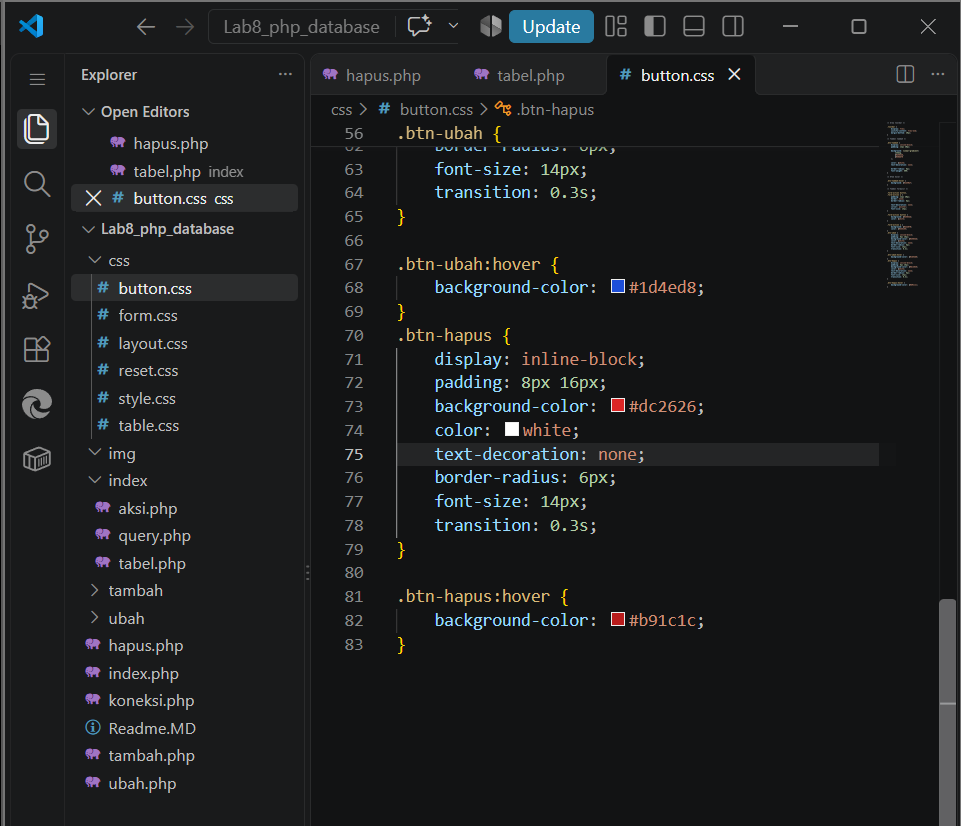 Lab8_php_database
Update
Explorer
Open Editors
hapus.php
tabel.php index
button.css css
Lab8_php_database
css
button.css
form.css
layout.css
reset.css
style.css
table.css
img
index
aksi.php
query.php
tabel.php
tambah
ubah
hapus.php
index.php
koneksi.php
Readme.MD
tambah.php
ubah.php
hapus.php
tabel.php
# button.css
css > # button.css > .btn-hapus
56 .btn-ubah {
62 border-radius: 6px;
63 font-size: 14px;
64 transition: 0.3s;
65 }
66
67 .btn-ubah:hover {
68 background-color: #1d4ed8;
69 }
70 .btn-hapus {
71 display: inline-block;
72 padding: 8px 16px;
73 background-color: #dc2626;
74 color: white;
75 text-decoration: none;
76 border-radius: 6px;
77 font-size: 14px;
78 transition: 0.3s;
79 }
80
81 .btn-hapus:hover {
82 background-color: #b91c1c;
83 }